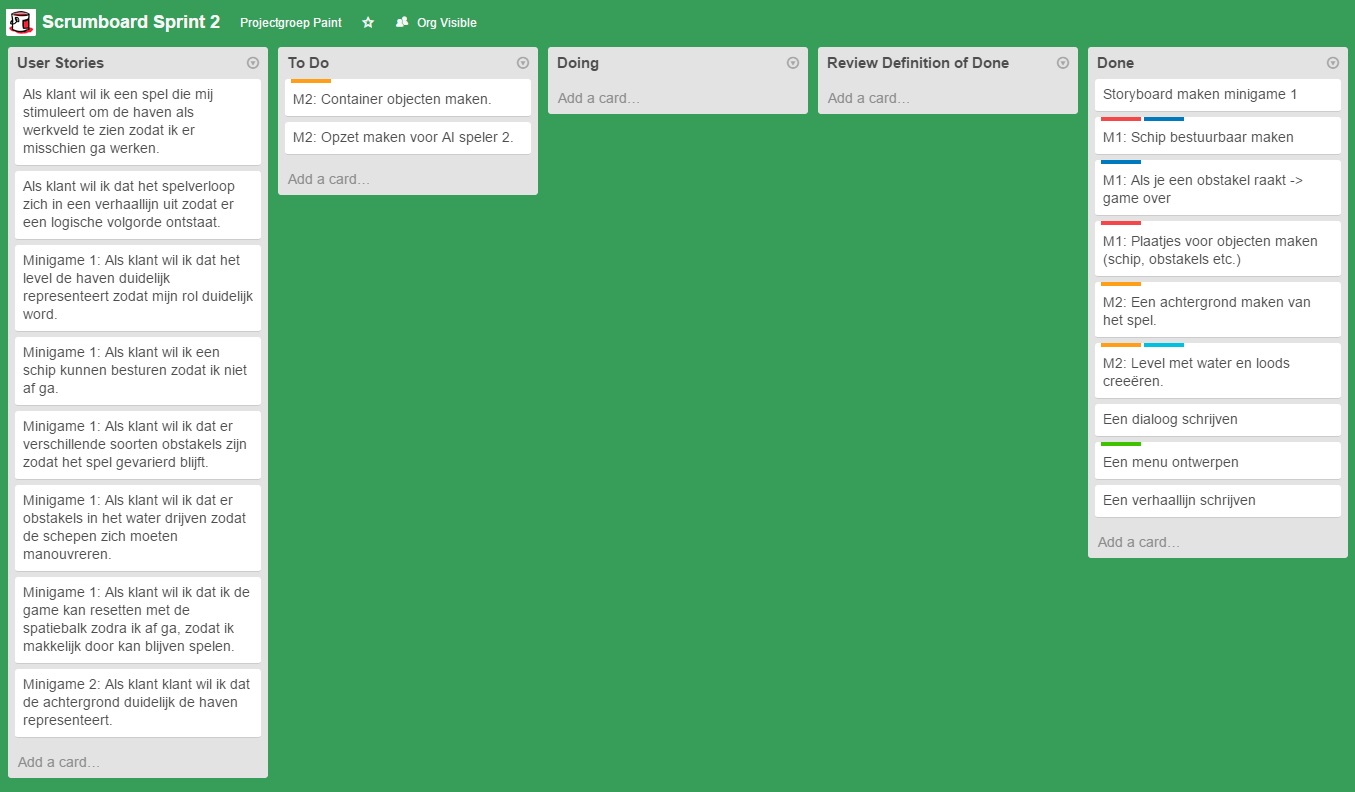 Scrumboard Sprint 2
Projectgroep Paint
Org Visible
User Stories
Als klant wil ik een spel die mij
stimuleert om de haven als
werkveld te zien zodat ik er
misschien ga werken.
Als klant wil ik dat het spelverloop
zich in een verhaallijn uit zodat er
een logische volgorde ontstaat.
Minigame 1: Als klant wil ik dat het
level de haven duidelijk
representeert zodat mijn rol duidelijk
word.
Minigame 1: Als klant wil ik een
schip kunnen besturen zodat ik niet
af ga.
Minigame 1: Als klant wil ik dat er
verschillende soorten obstakels zijn
zodat het spel gevarierd blijft.
Minigame 1: Als klant wil ik dat er
obstakels in het water drijven zodat
de schepen zich moeten
manouvreren.
Minigame 1: Als klant wil ik dat ik de
game kan resetten met de
spatiebalk zodra ik af ga, zodat ik
makkelijk door kan blijven spelen.
Minigame 2: Als klant klant wil ik dat
de achtergrond duidelijk de haven
representeert.
Add a card…
To Do
M2: Container objecten maken.
M2: Opzet maken voor AI speler 2.
Add a card…
Doing
Add a card…
Review Definition of Done
Add a card…
Done
Storyboard maken minigame 1
M1: Schip bestuurbaar maken
M1: Als je een obstakel raakt ->
game over
M1: Plaatjes voor objecten maken
(schip, obstakels etc.)
M2: Een achtergrond maken van
het spel.
M2: Level met water en loods
creeëren.
Een dialoog schrijven
Een menu ontwerpen
Een verhaallijn schrijven
Add a card…